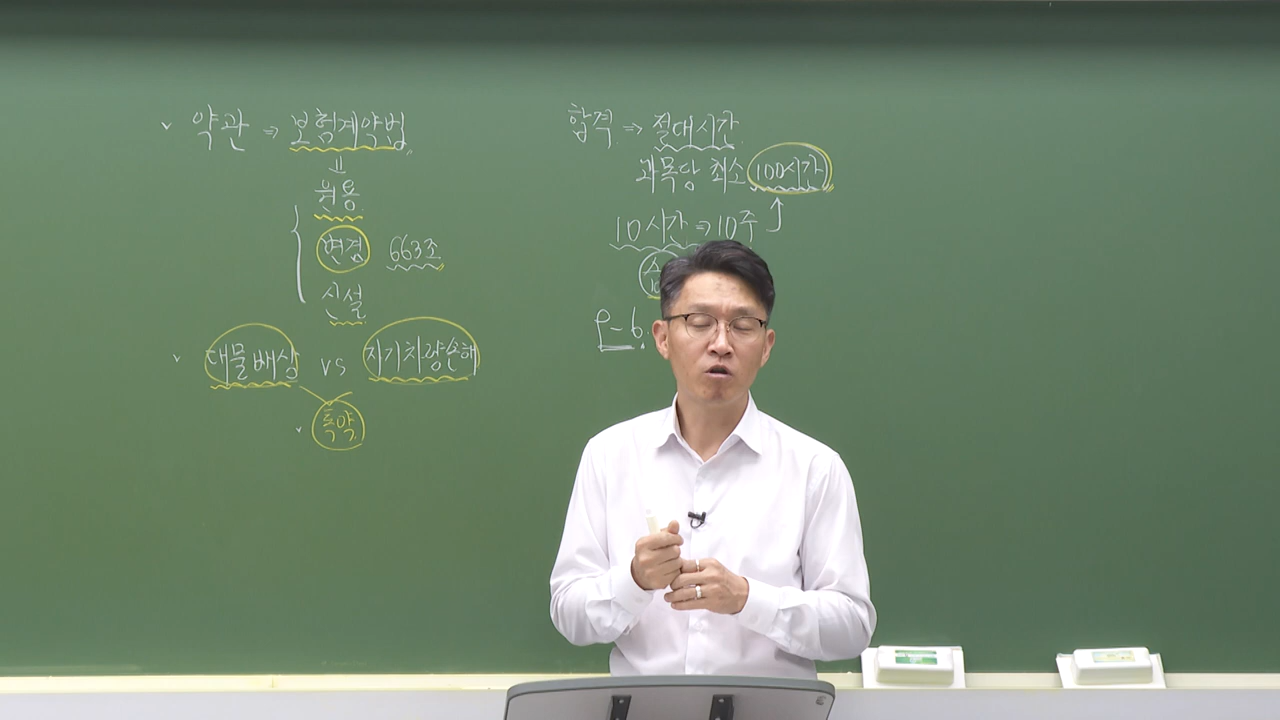 약관 ⇒ 보험계약법
원용
변경 663조
신설
대물배상 vs 자기차량손해
특약
합격 ⇒ 절대시간
과목당 최소 100시간
10시간 ⇒ 10주
P-6.